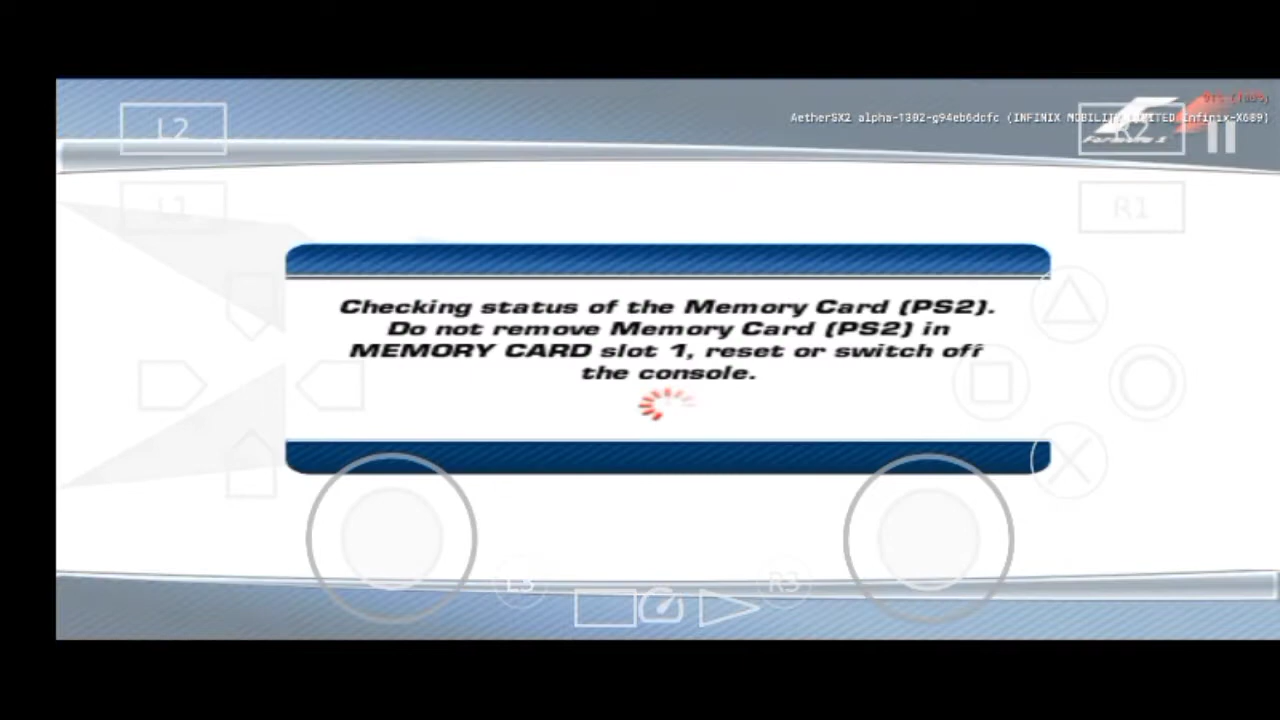 L2
AetherSX2 alpha-1302-g94eb6dcfc (INFINIX MOBILITY LIMITED Infinix-X689)
R2
L1
R1
Checking status of the Memory Card (PS2).
Do not remove Memory Card (PS2) in
MEMORY CARD slot 1, reset or switch off
the console.
L3
R3